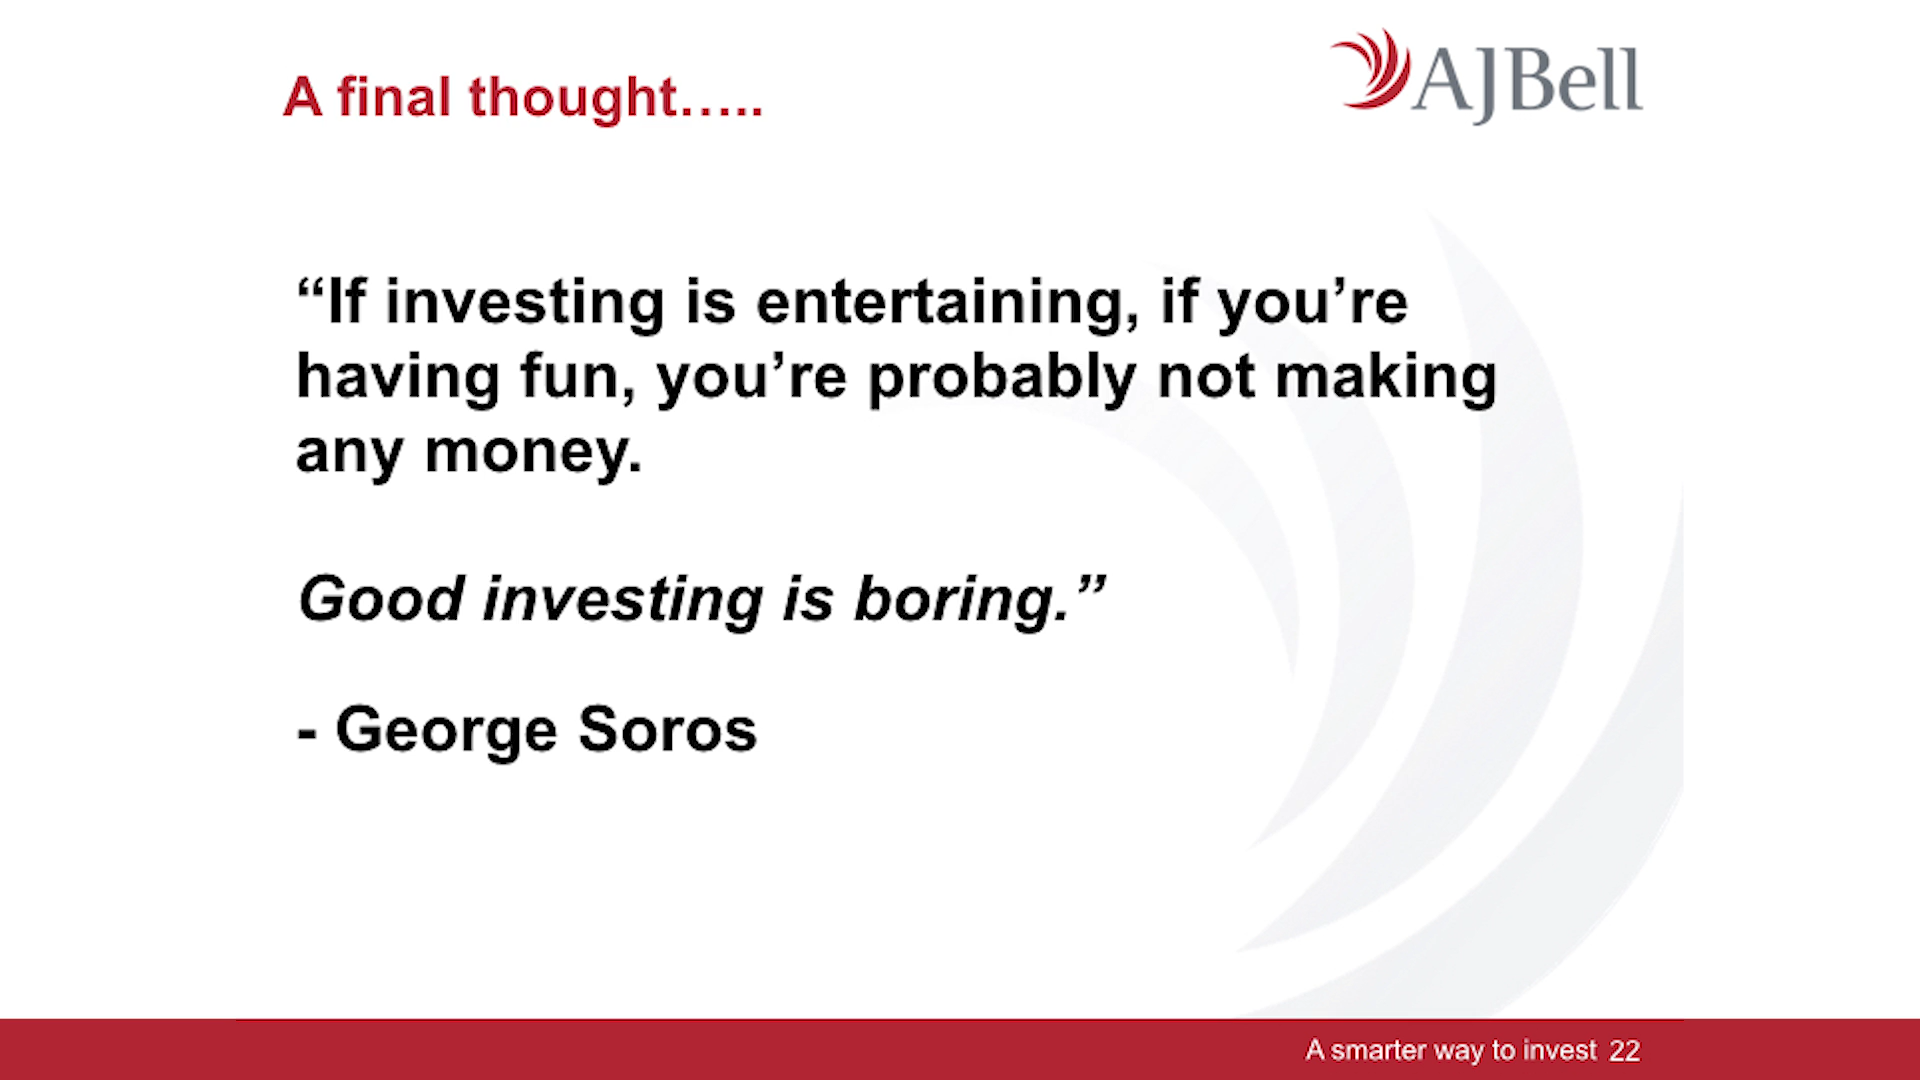 A final thought…..
AJBell
“If investing is entertaining, if you’re
having fun, you’re probably not making
any money.
Good investing is boring.”
- George Soros
A smarter way to invest 22